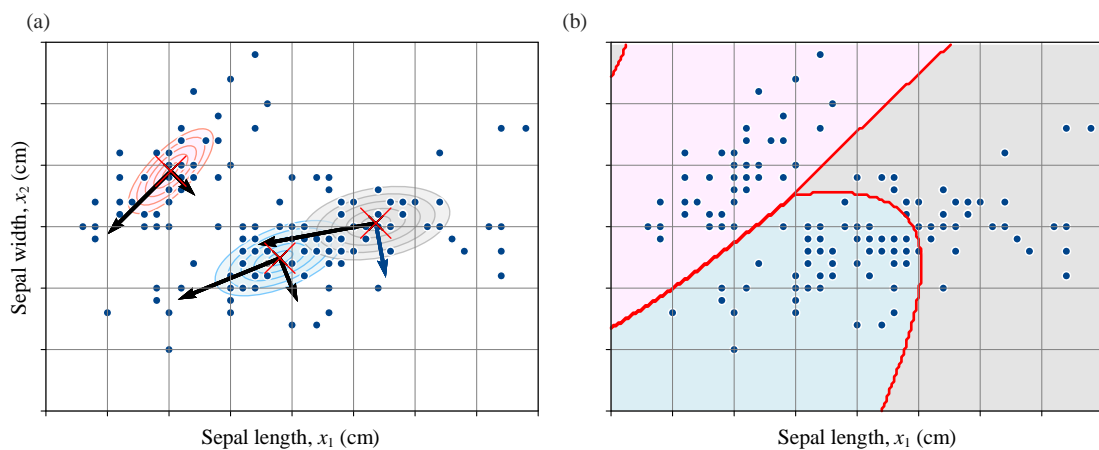 (a)
(b)
Sepal width, x₂ (cm)
Sepal length, x₁ (cm)
Sepal length, x₁ (cm)